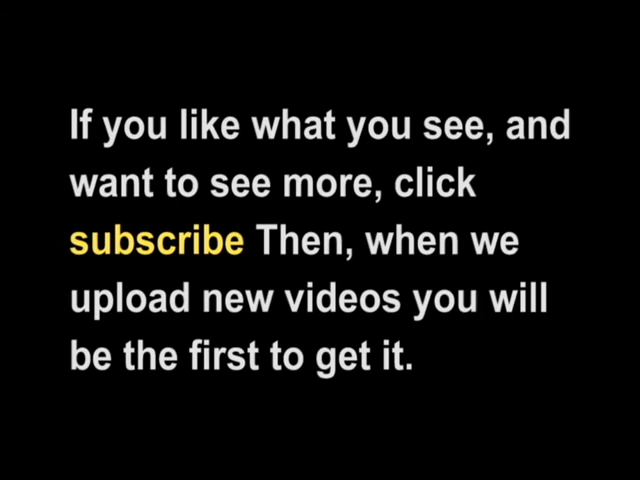 If you like what you see, and
want to see more, click
subscribe Then, when we
upload new videos you will
be the first to get it.